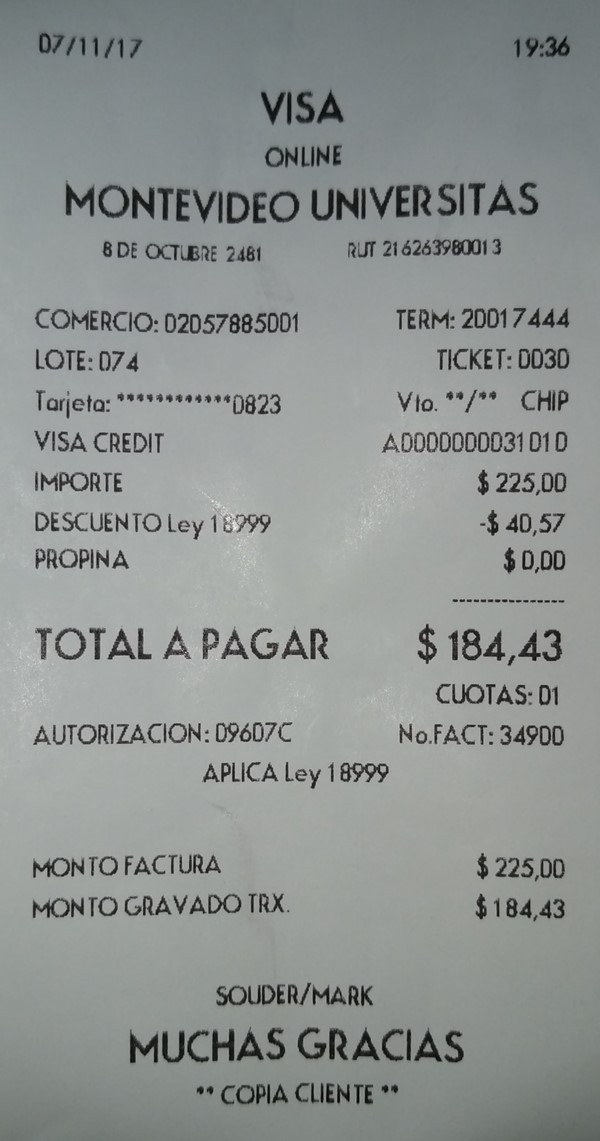 07/11/17 19:36
VISA
ONLINE
MONTEVIDEO UNIVERSITAS
8 DE OCTUBRE 2481 RUT 216263980013
COMERCIO: 02057885001 TERM: 20017444
LOTE: 074 TICKET: 0030
Tarjeta: ************0823 Vto. **/** CHIP
VISA CREDIT A0000000031010
IMPORTE $ 225,00
DESCUENTO Ley 18999 -$ 40,57
PROPINA $ 0,00
----------------
TOTAL A PAGAR $ 184,43
CUOTAS: 01
AUTORIZACION: 09607C No.FACT: 34900
APLICA Ley 18999
MONTO FACTURA $ 225,00
MONTO GRAVADO TRX. $ 184,43
SOUDER/MARK
MUCHAS GRACIAS
** COPIA CLIENTE **